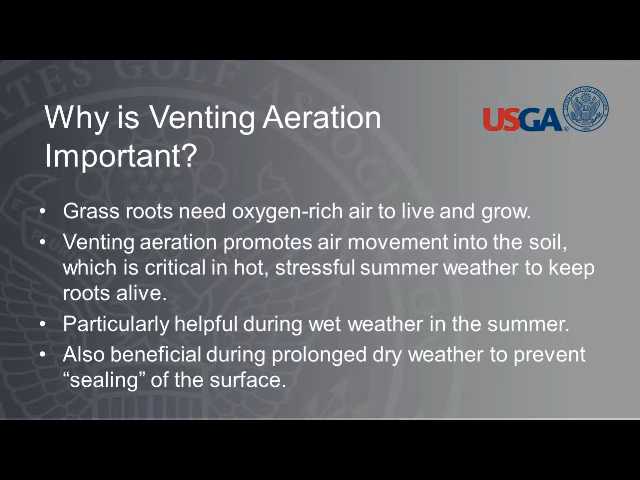 Why is Venting Aeration
Important?
USGA
• Grass roots need oxygen-rich air to live and grow.
• Venting aeration promotes air movement into the soil,
which is critical in hot, stressful summer weather to keep
roots alive.
• Particularly helpful during wet weather in the summer.
• Also beneficial during prolonged dry weather to prevent
“sealing” of the surface.